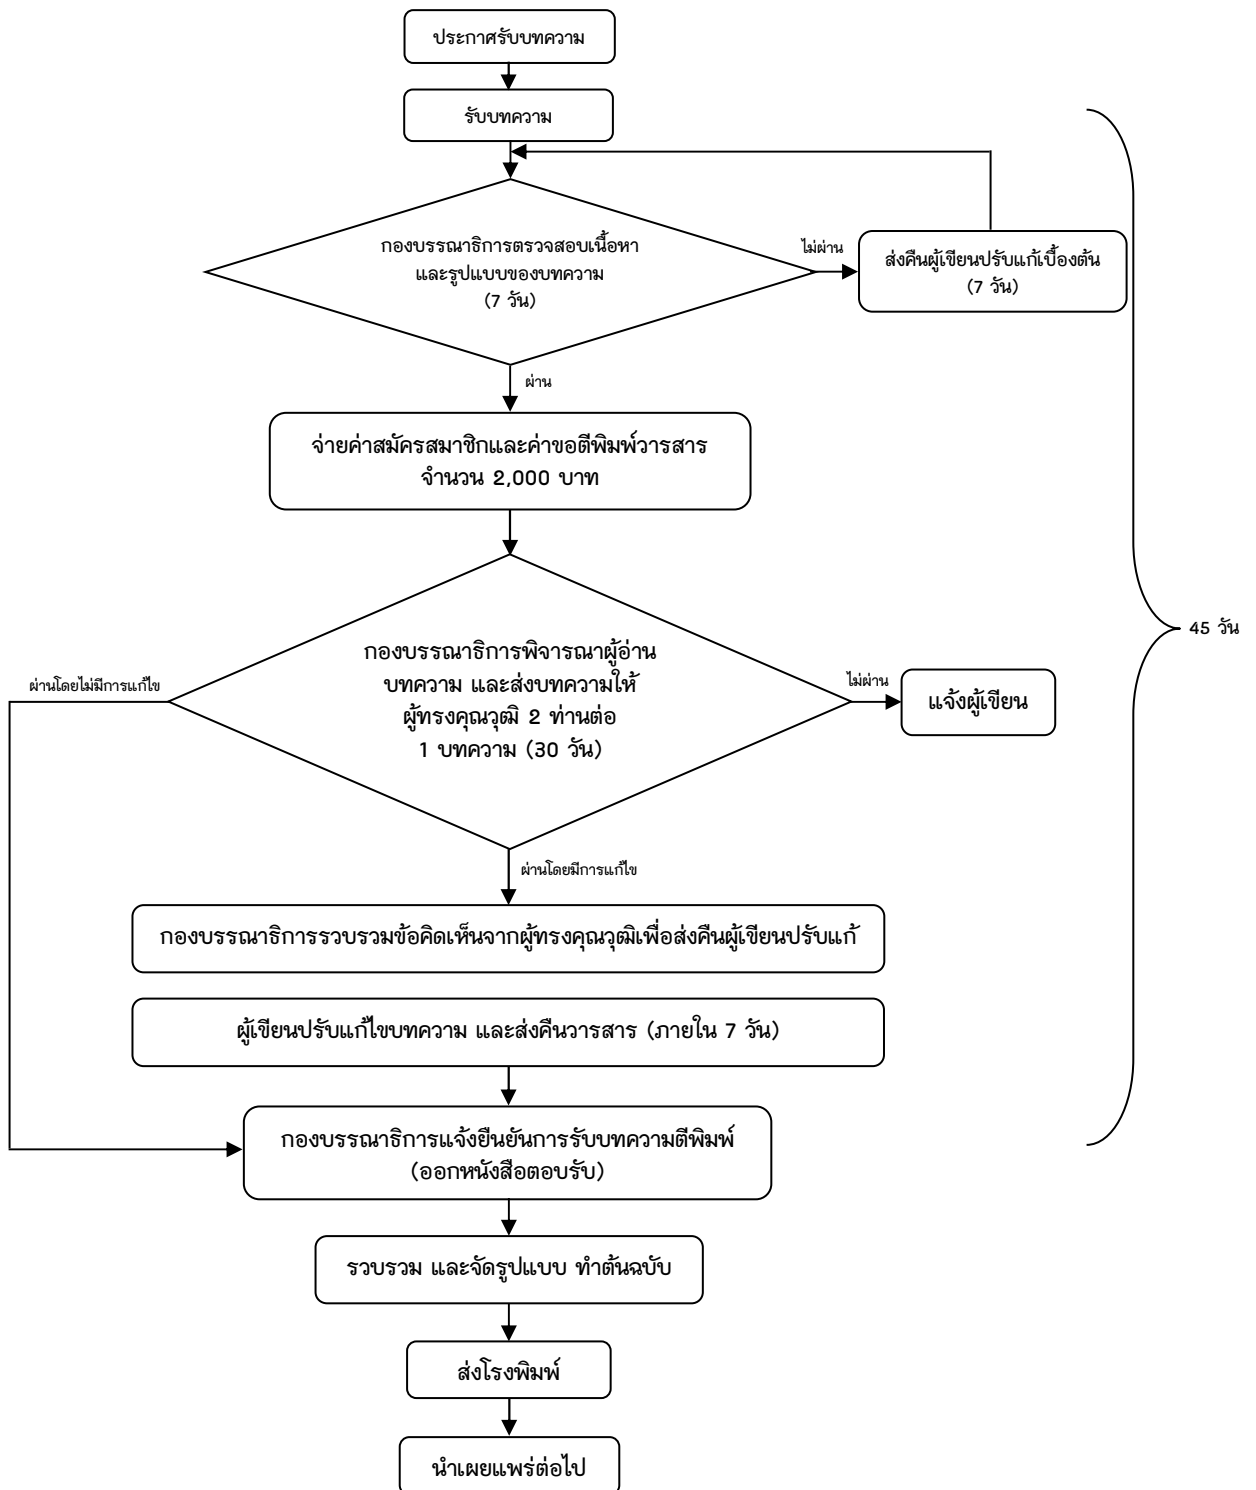 ประกาศรับบทความ
รับบทความ
กองบรรณาธิการตรวจสอบเนื้อหา
และรูปแบบของบทความ
(7 วัน)
ไม่ผ่าน
ส่งคืนผู้เขียนปรับแก้เบื้องต้น
(7 วัน)
ผ่าน
จ่ายค่าสมัครสมาชิกและค่าขอตีพิมพ์วารสาร
จำนวน 2,000 บาท
45 วัน
กองบรรณาธิการพิจารณาผู้อ่าน
บทความ และส่งบทความให้
ผู้ทรงคุณวุฒิ 2 ท่านต่อ
1 บทความ (30 วัน)
ผ่านโดยไม่มีการแก้ไข
ไม่ผ่าน
แจ้งผู้เขียน
ผ่านโดยมีการแก้ไข
กองบรรณาธิการรวบรวมข้อคิดเห็นจากผู้ทรงคุณวุฒิเพื่อส่งคืนผู้เขียนปรับแก้
ผู้เขียนปรับแก้ไขบทความ และส่งคืนวารสาร (ภายใน 7 วัน)
กองบรรณาธิการแจ้งยืนยันการรับบทความตีพิมพ์
(ออกหนังสือตอบรับ)
รวบรวม และจัดรูปแบบ ทำต้นฉบับ
ส่งโรงพิมพ์
นำเผยแพร่ต่อไป